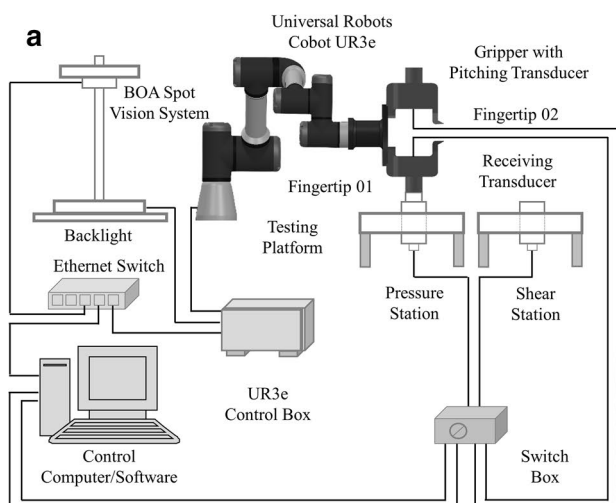 a
Universal Robots
Cobot UR3e
Gripper with
Pitching Transducer
BOA Spot
Vision System
Fingertip 02
Fingertip 01
Receiving
Transducer
Backlight
Testing
Platform
Ethernet Switch
Pressure
Station
Shear
Station
UR3e
Control Box
Control
Computer/Software
Switch
Box